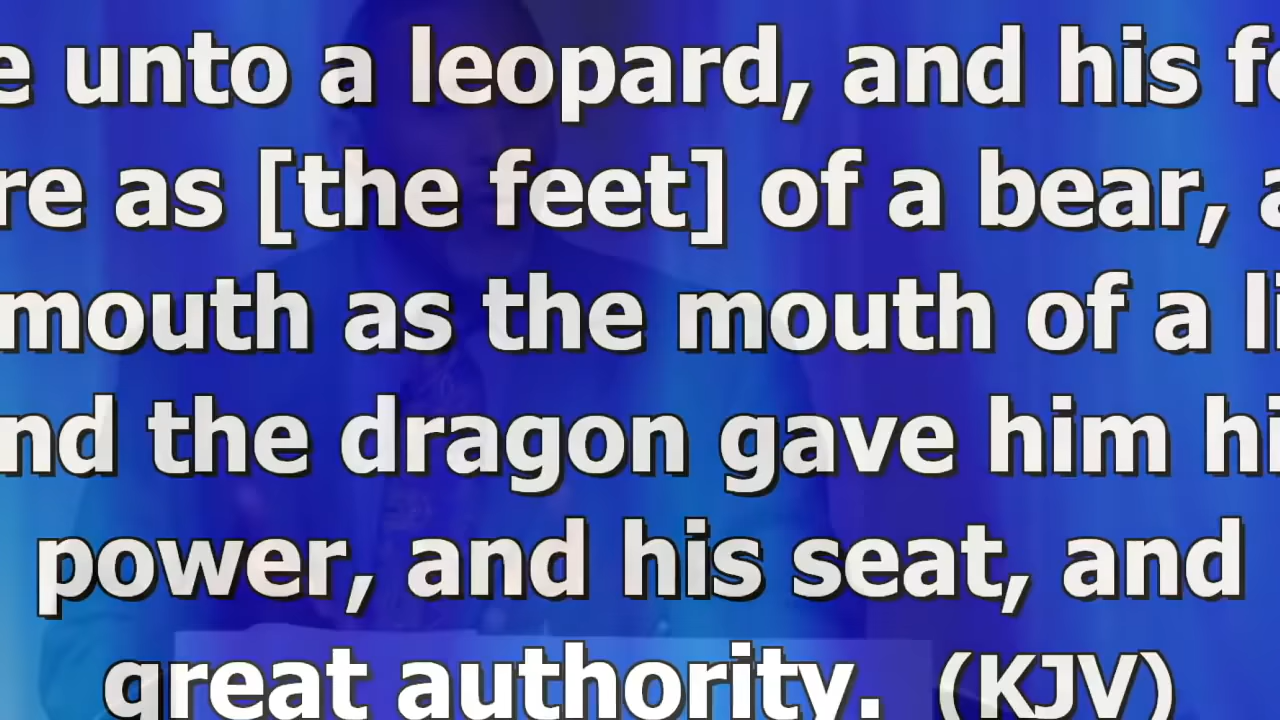 e unto a leopard, and his fe
re as [the feet] of a bear, a
mouth as the mouth of a li
nd the dragon gave him hi
power, and his seat, and
great authority. (KJV)